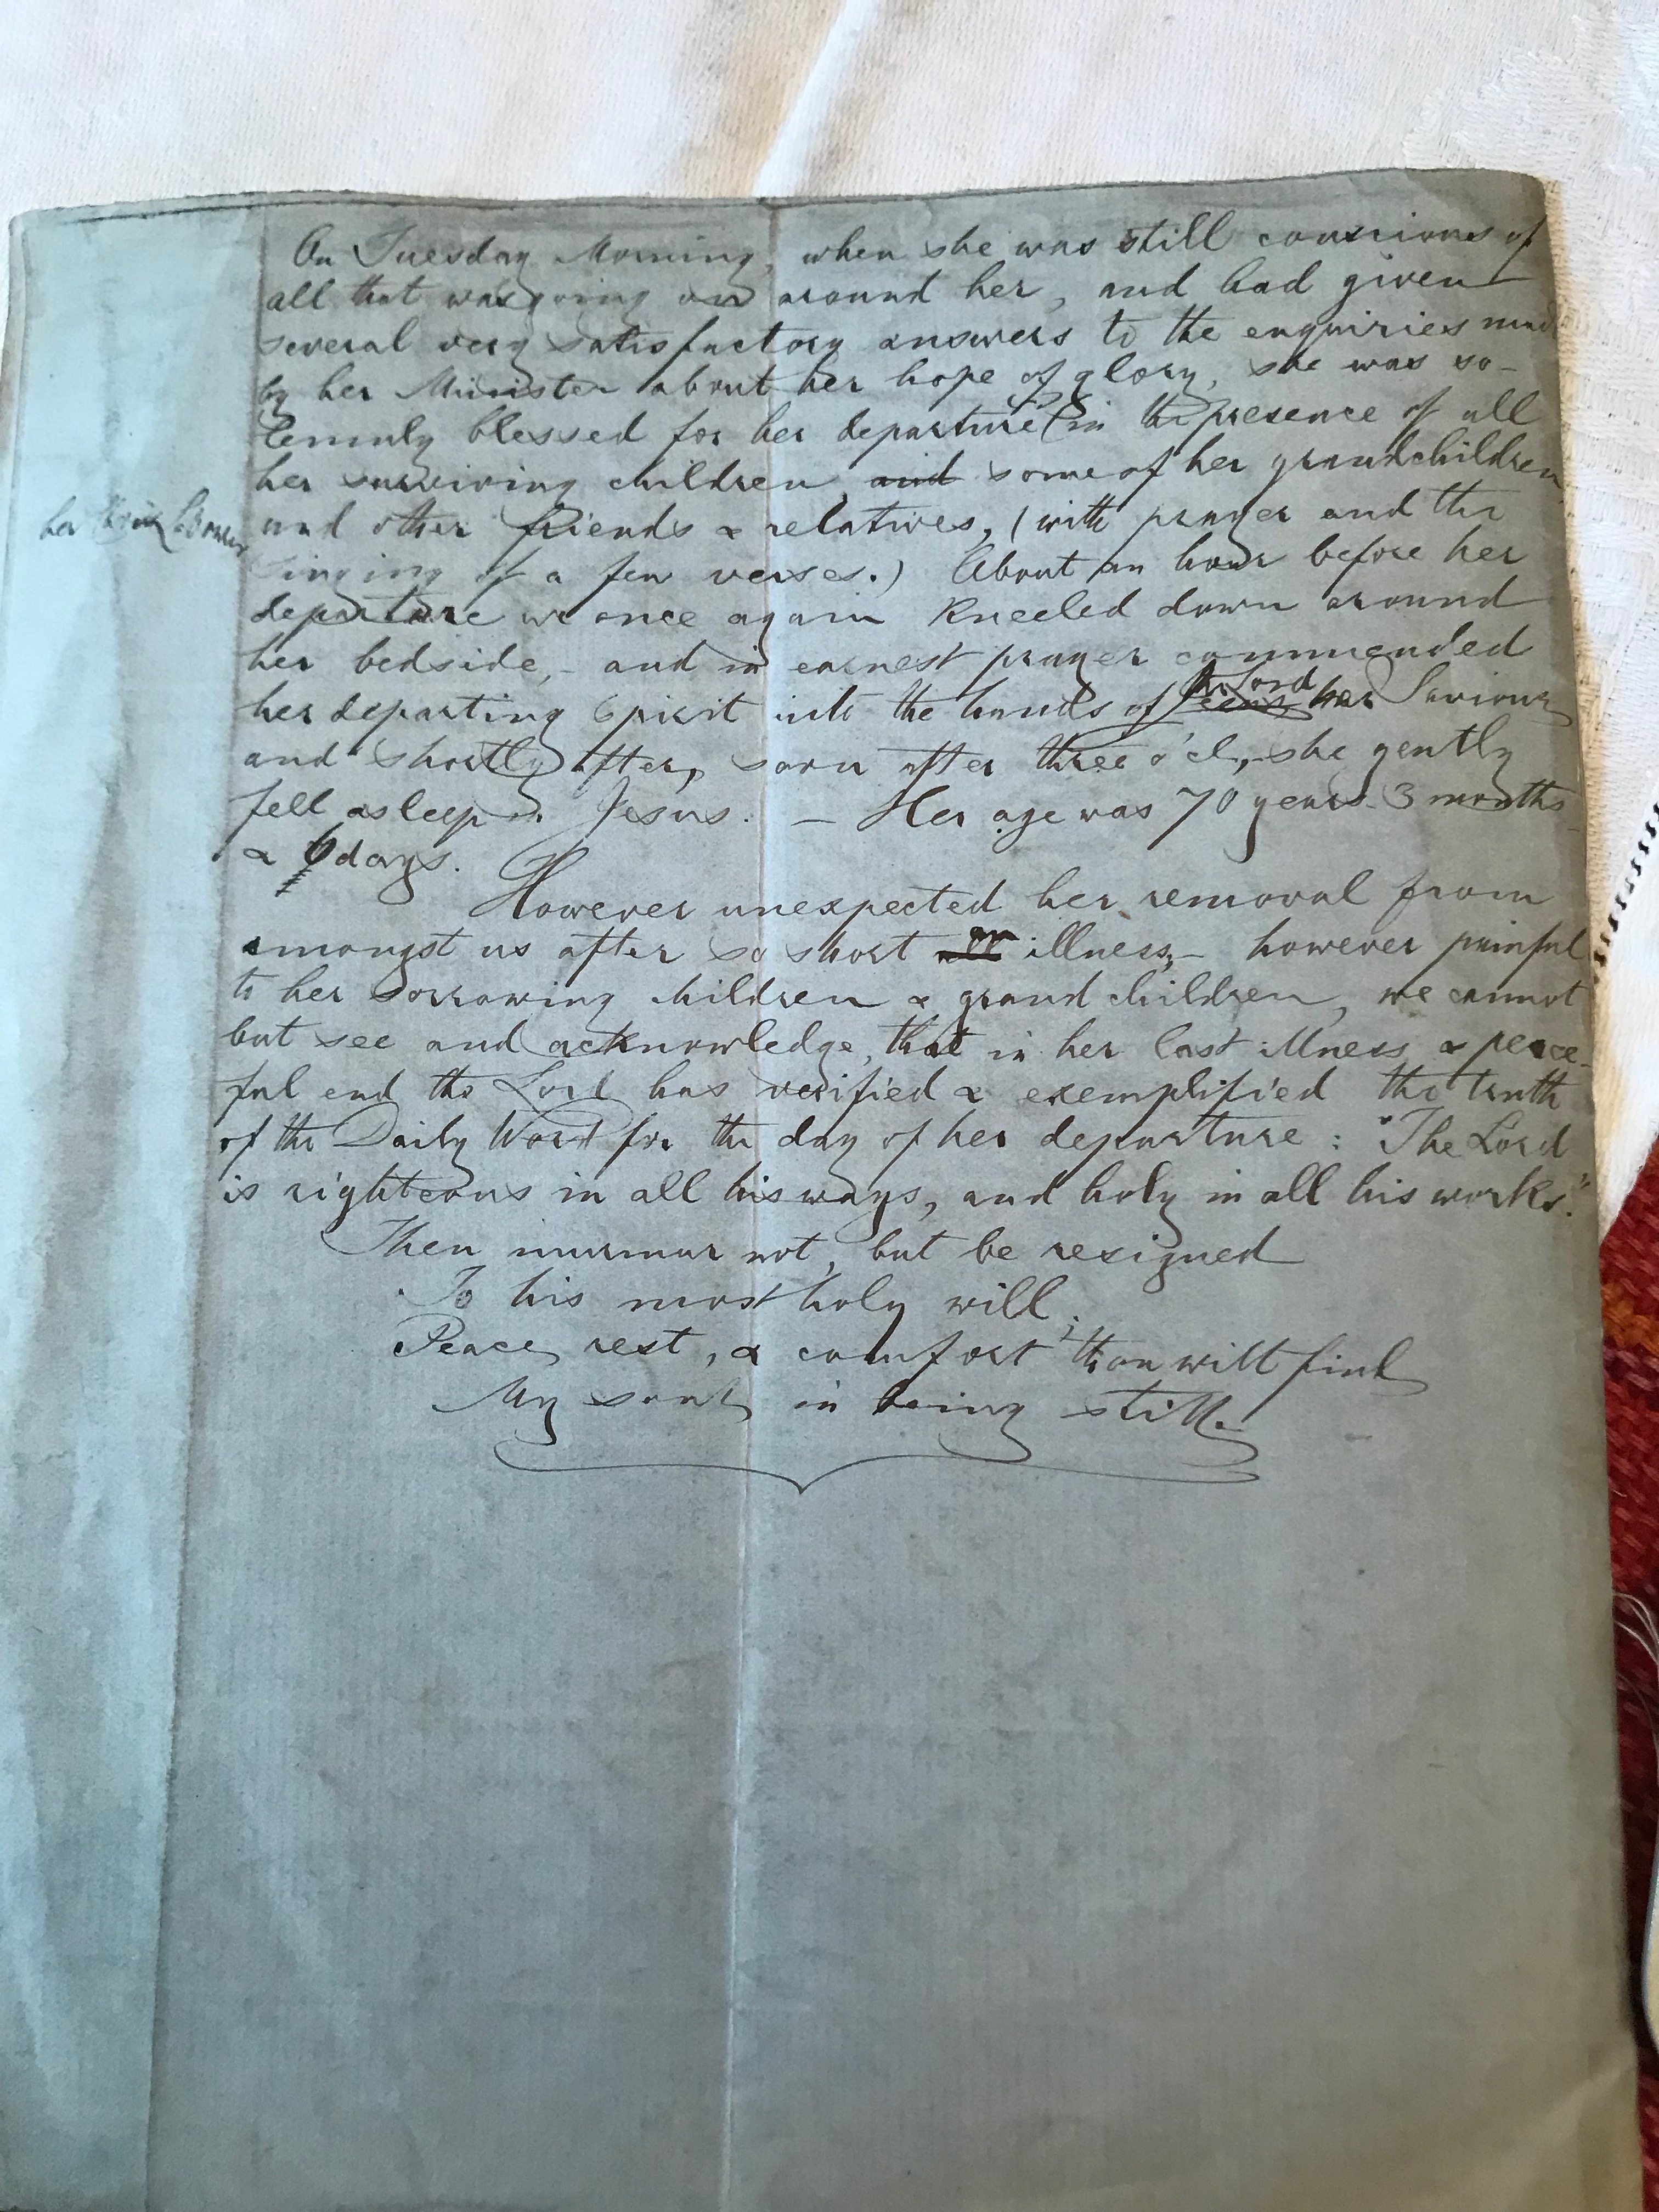 On Tuesday Morning, when she was still conscious of
all that was going on around her, and had given
several very satisfactory answers to the enquiries made
by her Minister about her hope of glory, she was so-
lemnly blessed for her departure (in the presence of all
her surviving children, and some of her grandchildren,
her
and other friends & relatives, (with prayer and the
singing of a few verses.) About an hour before her
departure we once again kneeled down around
her bedside, - and in earnest prayer commended
the Lord
her departing Spirit into the hands of Jesus her Saviour
and shortly after, soon after three o'cl, she gently
fell asleep in Jesus. — Her age was 70 years 3 months
& 6 days.
However unexpected her removal from
an
amongst us after so short illness, - however painful
to her sorrowing children & grand children, we cannot
but see and acknowledge, that in her last illness & peace-
ful end the Lord has verified & exemplified the truth
of the Daily Word for the day of her departure : "The Lord
is righteous in all his ways, and holy in all his works."
Then murmur not, but be resigned
To his most holy will;
Peace, rest, & comfort thou wilt find
My soul, in being still.